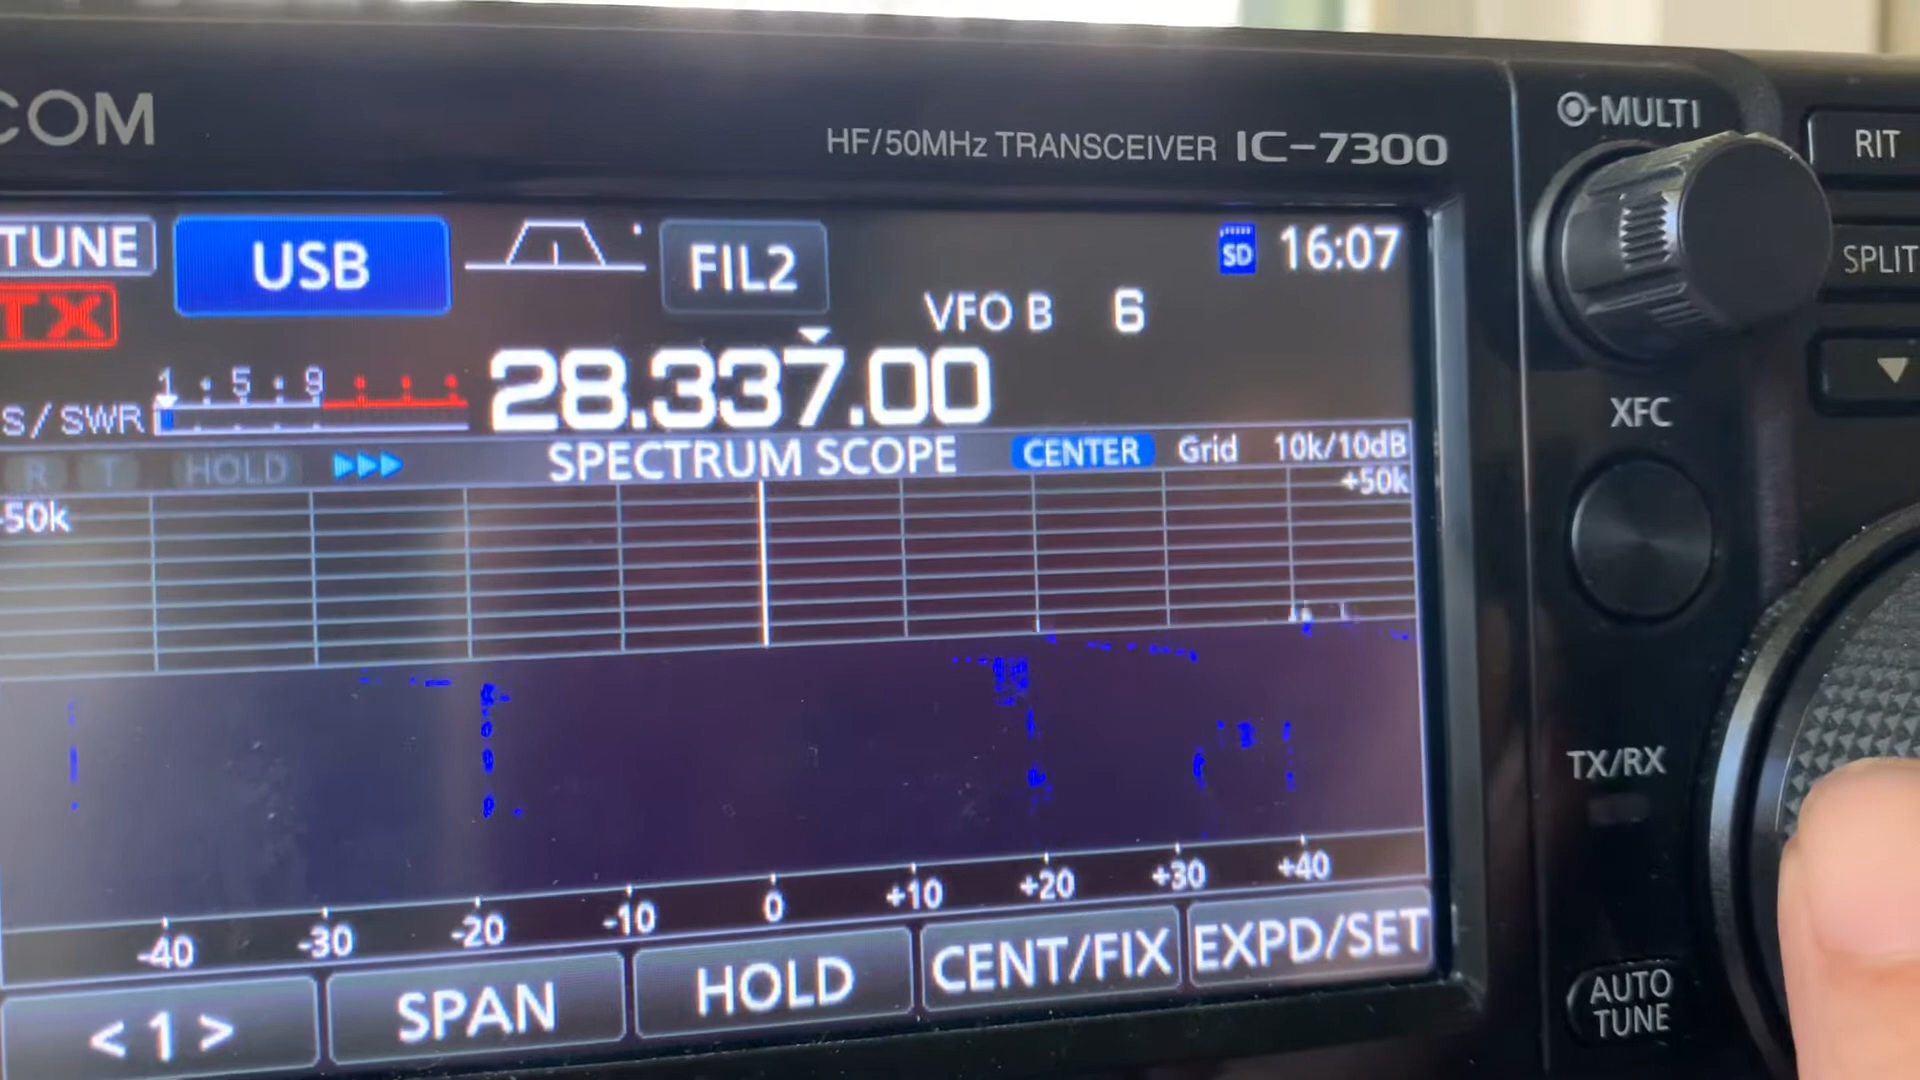 COM
HF/50MHz TRANSCEIVER IC-7300
MULTI
RIT
TUNE USB FIL2 SD 16:07
TX
VFO B 6
SPLIT
1 5 9
S/SWR
28.337.00
R T HOLD SPECTRUM SCOPE CENTER Grid 10k/10dB
-50k +50k
XFC
TX/RX
-40 -30 -20 -10 0 +10 +20 +30 +40
<1> SPAN HOLD CENT/FIX EXPD/SET
AUTO
TUNE